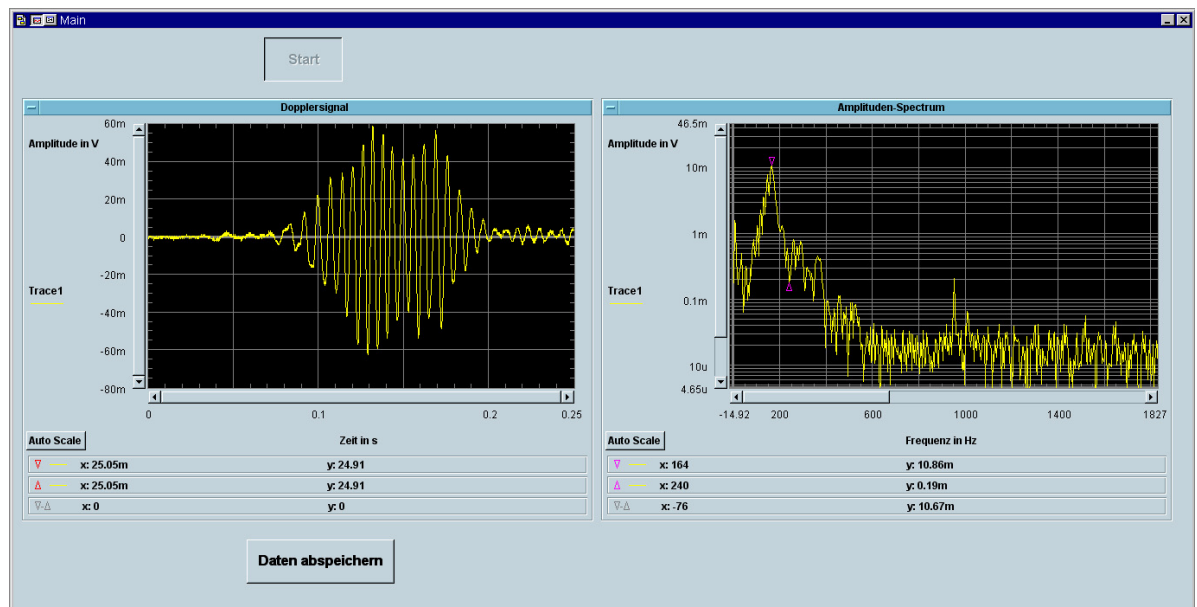 Main
Start
Dopplersignal
Amplitude in V
60m
40m
20m
0
-20m
-40m
-60m
-80m
Trace1
0
0.1
0.2
0.25
Auto Scale
Zeit in s
x: 25.05m y: 24.91
x: 25.05m y: 24.91
x: 0 y: 0
Amplituden-Spectrum
Amplitude in V
46.5m
10m
1m
0.1m
10u
4.65u
Trace1
-14.92
200
600
1000
1400
1827
Auto Scale
Frequenz in Hz
x: 164 y: 10.86m
x: 240 y: 0.19m
x: -76 y: 10.67m
Daten abspeichern